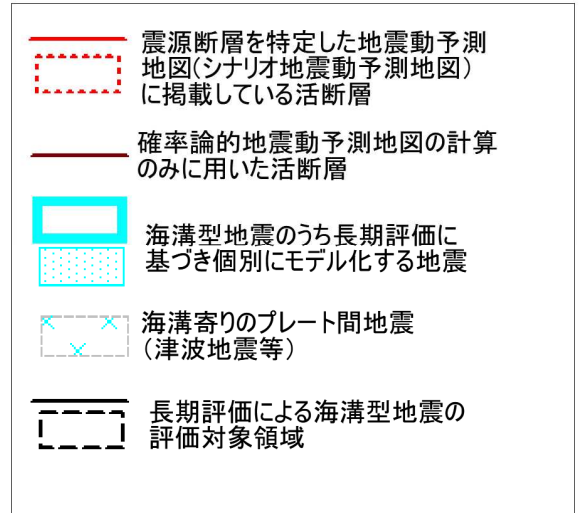 震源断層を特定した地震動予測
地図(シナリオ地震動予測地図)
に掲載している活断層
確率論的地震動予測地図の計算
のみに用いた活断層
海溝型地震のうち長期評価に
基づき個別にモデル化する地震
海溝寄りのプレート間地震
(津波地震等)
長期評価による海溝型地震の
評価対象領域